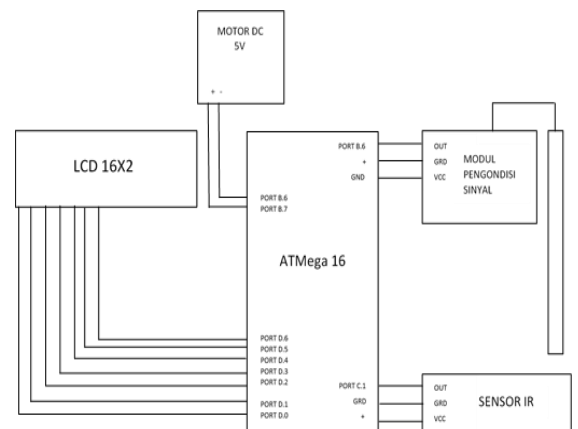 MOTOR DC
5V
+ -
LCD 16X2
PORT B.6
PORT B.7
ATMega 16
PORT D.6
PORT D.5
PORT D.4
PORT D.3
PORT D.2
PORT D.1
PORT D.0
PORT B.6
+
GND
OUT
GRD
VCC
MODUL
PENGONDISI
SINYAL
PORT C.1
GRD
+
OUT
GRD
VCC
SENSOR IR